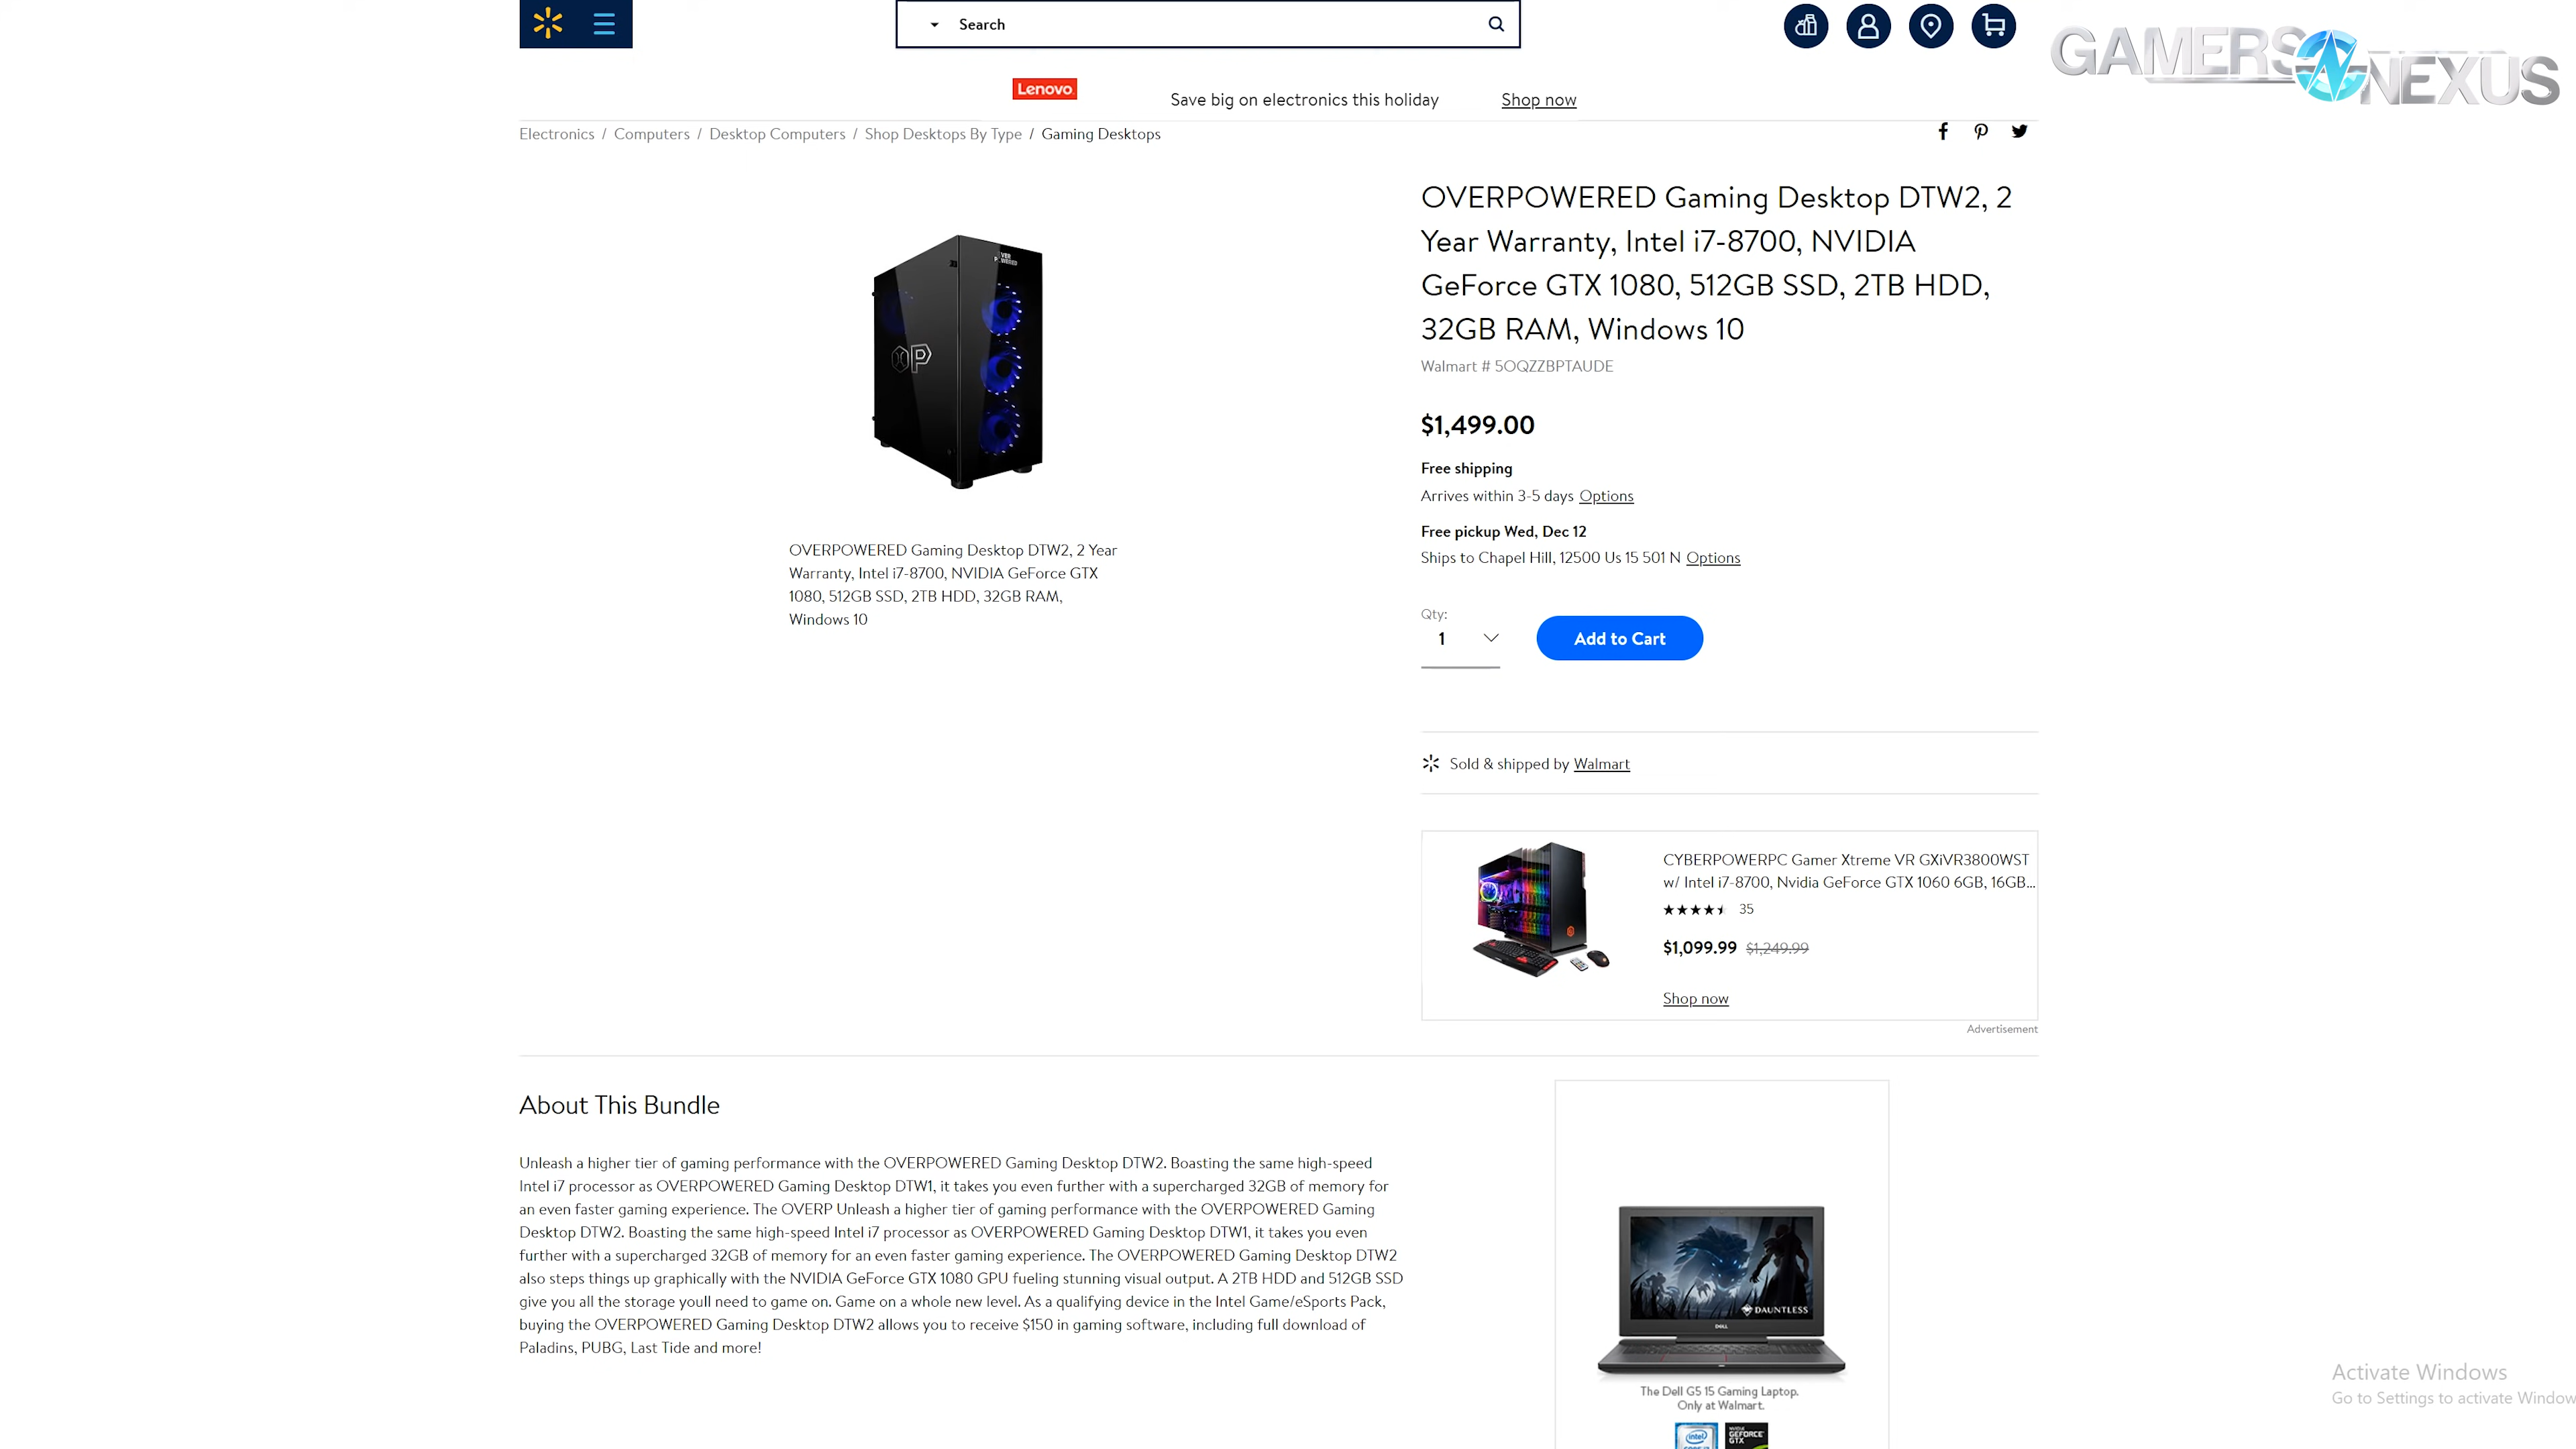 Search
GAMERS NEXUS
Lenovo
Save big on electronics this holiday Shop now
Electronics / Computers / Desktop Computers / Shop Desktops By Type / Gaming Desktops
OVERPOWERED Gaming Desktop DTW2, 2
Year Warranty, Intel i7-8700, NVIDIA
GeForce GTX 1080, 512GB SSD, 2TB HDD,
32GB RAM, Windows 10
Walmart # 5OQZZBPTAUDE
OP
OVERPOWERED Gaming Desktop DTW2, 2 Year
Warranty, Intel i7-8700, NVIDIA GeForce GTX
1080, 512GB SSD, 2TB HDD, 32GB RAM,
Windows 10
$1,499.00
Free shipping
Arrives within 3-5 days Options
Free pickup Wed, Dec 12
Ships to Chapel Hill, 12500 Us 15 501 N Options
Qty:
1
Add to Cart
Sold & shipped by Walmart
CYBERPOWERPC Gamer Xtreme VR GXiVR3800WST
w/ Intel i7-8700, Nvidia GeForce GTX 1060 6GB, 16GB...
35
$1,099.99 $1,249.99
Shop now
Advertisement
About This Bundle
Unleash a higher tier of gaming performance with the OVERPOWERED Gaming Desktop DTW2. Boasting the same high-speed
Intel i7 processor as OVERPOWERED Gaming Desktop DTW1, it takes you even further with a supercharged 32GB of memory for
an even faster gaming experience. The OVERP Unleash a higher tier of gaming performance with the OVERPOWERED Gaming
Desktop DTW2. Boasting the same high-speed Intel i7 processor as OVERPOWERED Gaming Desktop DTW1, it takes you even
further with a supercharged 32GB of memory for an even faster gaming experience. The OVERPOWERED Gaming Desktop DTW2
also steps things up graphically with the NVIDIA GeForce GTX 1080 GPU fueling stunning visual output. A 2TB HDD and 512GB SSD
give you all the storage youll need to game on. Game on a whole new level. As a qualifying device in the Intel Game/eSports Pack,
buying the OVERPOWERED Gaming Desktop DTW2 allows you to receive $150 in gaming software, including full download of
Paladins, PUBG, Last Tide and more!
DAUNTLESS
DELL
The Dell G5 15 Gaming Laptop.
Only at Walmart.
intel
GEFORCE
GTX
Activate Windows
Go to Settings to activate Window